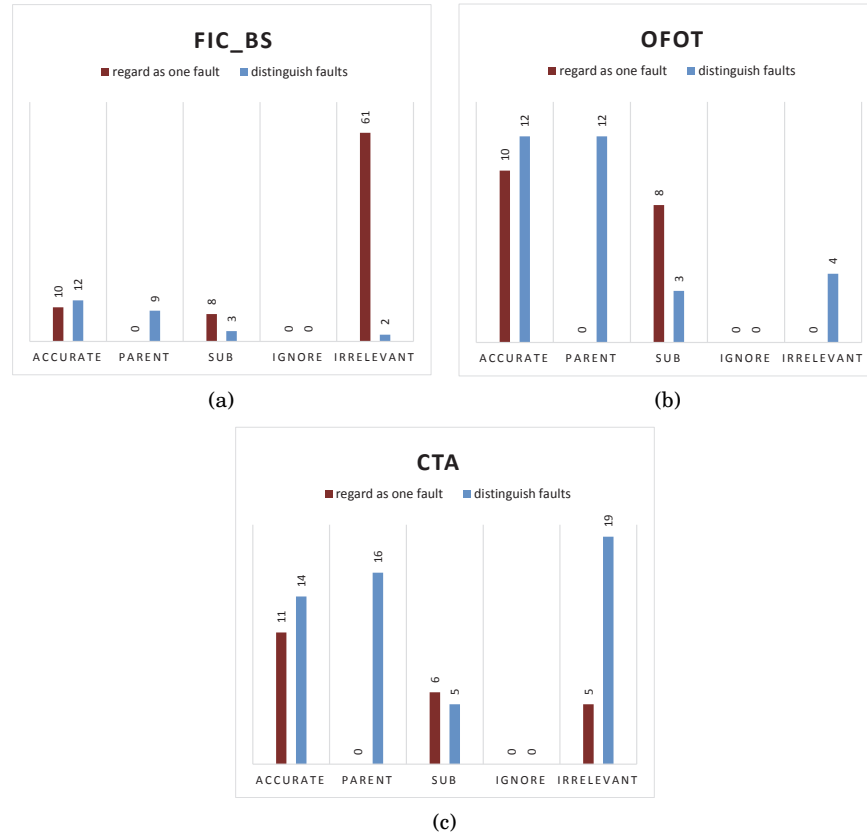 FIC_BS
regard as one fault distinguish faults
10 12 0 9 8 3 0 0 61 2
ACCURATE PARENT SUB IGNORE IRRELEVANT
(a)
OFOT
regard as one fault distinguish faults
10 12 0 12 8 3 0 0 0 4
ACCURATE PARENT SUB IGNORE IRRELEVANT
(b)
CTA
regard as one fault distinguish faults
11 14 0 16 6 5 0 0 5 19
ACCURATE PARENT SUB IGNORE IRRELEVANT
(c)